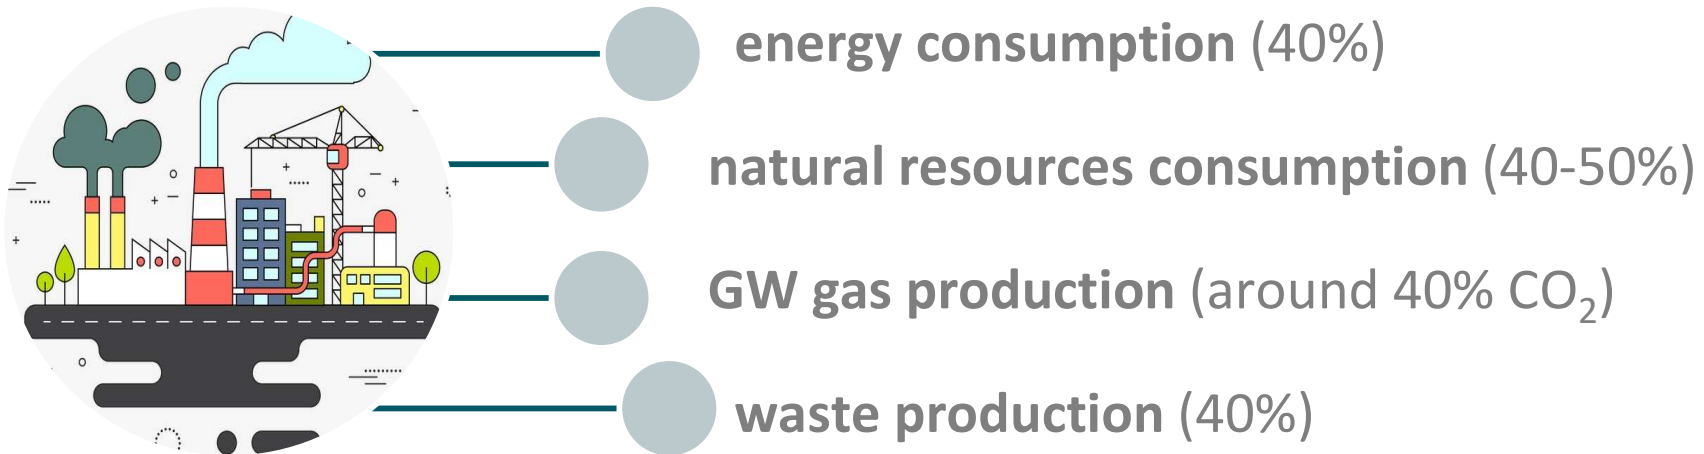 energy consumption (40%)
natural resources consumption (40-50%)
GW gas production (around 40% CO₂)
waste production (40%)